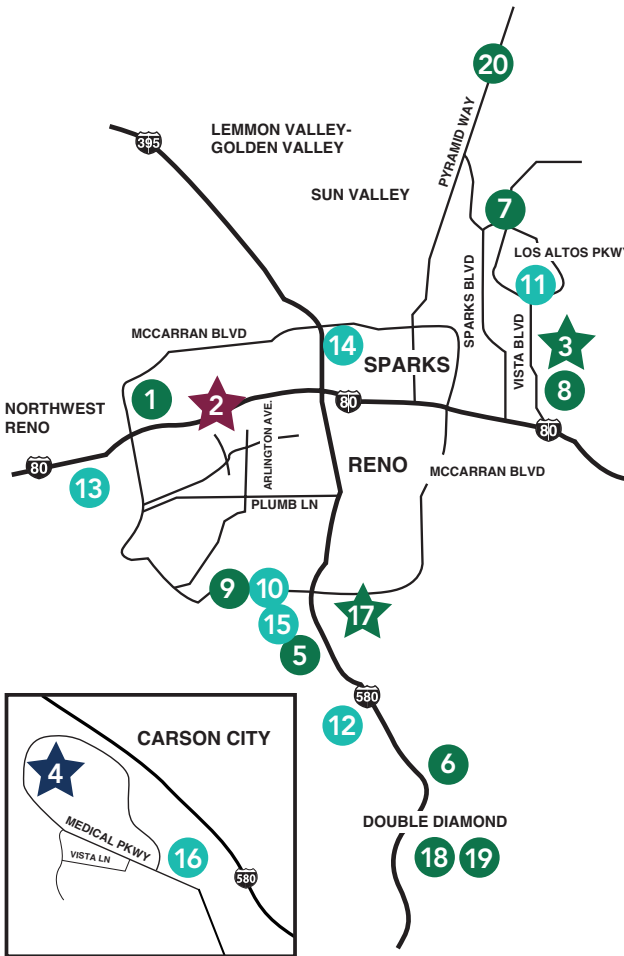 20
395
LEMMON VALLEY-
GOLDEN VALLEY
PYRAMID WAY
SUN VALLEY
7
LOS ALTOS PKWY
11
SPARKS BLVD
VISTA BLVD
MCCARRAN BLVD
14
SPARKS
3
8
1
2
80
NORTHWEST
RENO
ARLINGTON AVE.
80
80
RENO
MCCARRAN BLVD
13
PLUMB LN
9
10
17
15
5
580
12
6
CARSON CITY
4
DOUBLE DIAMOND
MEDICAL PKWY
VISTA LN
16
18
19
580